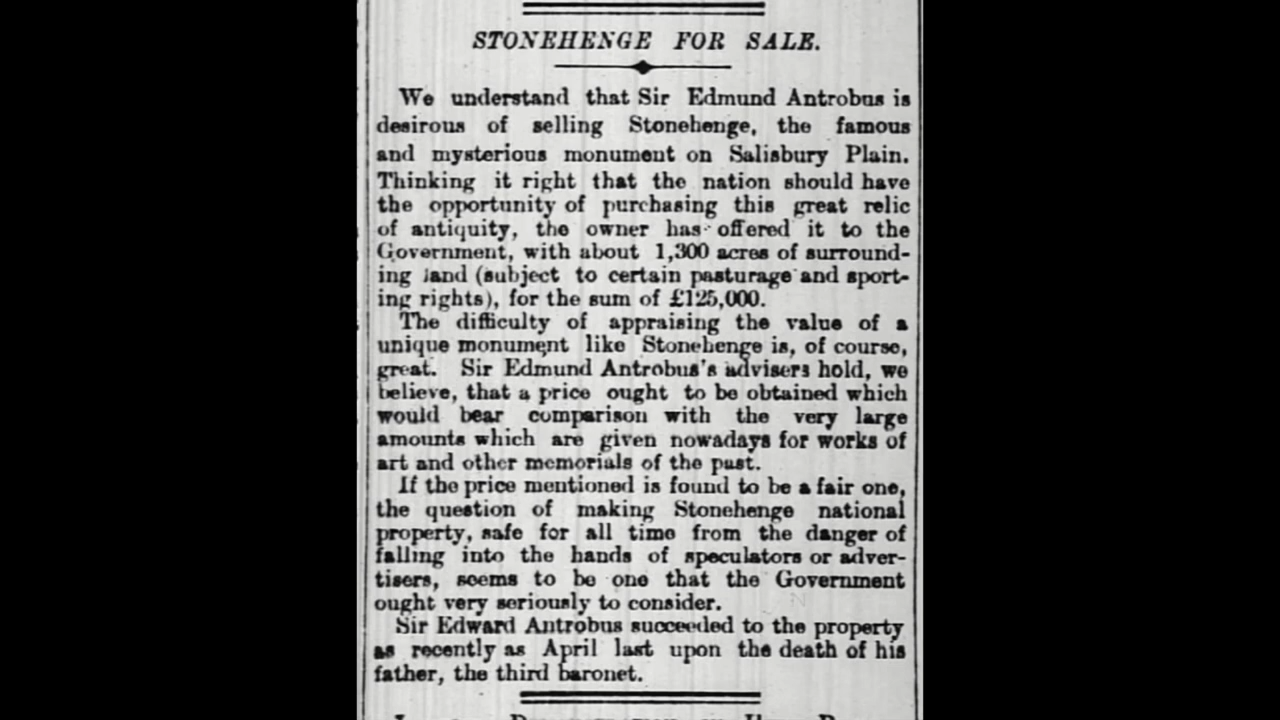 STONEHENGE FOR SALE.
We understand that Sir Edmund Antrobus is
desirous of selling Stonehenge, the famous
and mysterious monument on Salisbury Plain.
Thinking it right that the nation should have
the opportunity of purchasing this great relic
of antiquity, the owner has offered it to the
Government, with about 1,300 acres of surround-
ing land (subject to certain pasturage and sport-
ing rights), for the sum of £125,000.
The difficulty of appraising the value of a
unique monument like Stonehenge is, of course,
great. Sir Edmund Antrobus's advisers hold, we
believe, that a price ought to be obtained which
would bear comparison with the very large
amounts which are given nowadays for works of
art and other memorials of the past.
If the price mentioned is found to be a fair one,
the question of making Stonehenge national
property, safe for all time from the danger of
falling into the hands of speculators or adver-
tisers, seems to be one that the Government
ought very seriously to consider.
Sir Edward Antrobus succeeded to the property
as recently as April last upon the death of his
father, the third baronet.